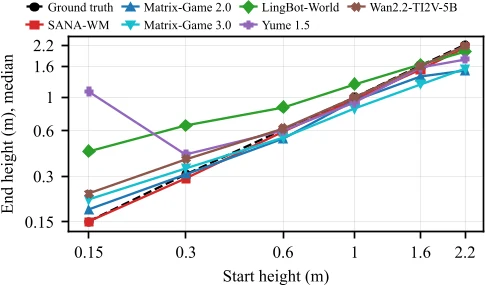 Ground truth Matrix-Game 2.0 LingBot-World Wan2.2-TI2V-5B
SANA-WM Matrix-Game 3.0 Yume 1.5
End height (m), median
2.2
1.6
1
0.6
0.3
0.15
0.15 0.3 0.6 1 1.6 2.2
Start height (m)